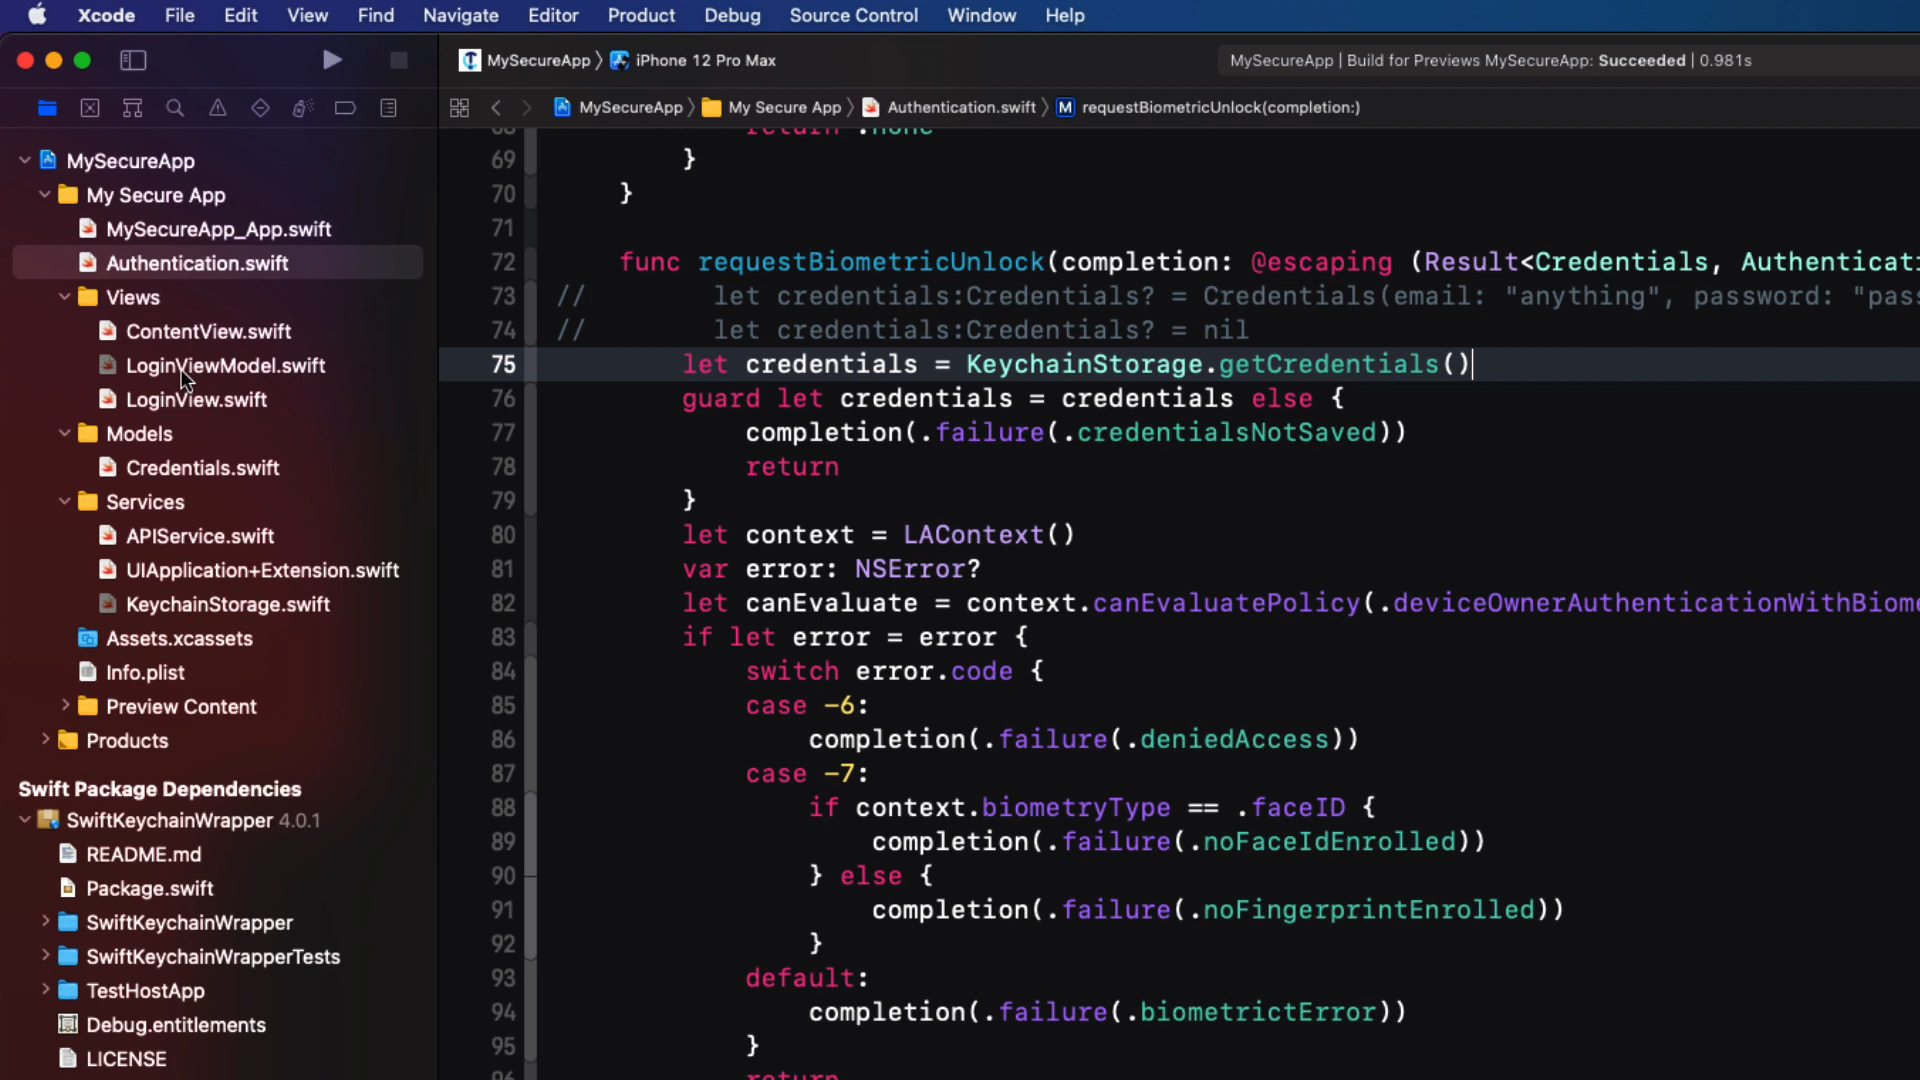 Xcode File Edit View Find Navigate Editor Product Debug Source Control Window Help
MySecureApp 〉 iPhone 12 Pro Max
MySecureApp | Build for Previews MySecureApp: Succeeded | 0.981s
MySecureApp 〉 My Secure App 〉 Authentication.swift 〉 M requestBiometricUnlock(completion:)
MySecureApp
My Secure App
MySecureApp_App.swift
Authentication.swift
Views
ContentView.swift
LoginViewModel.swift
LoginView.swift
Models
Credentials.swift
Services
APIService.swift
UIApplication+Extension.swift
KeychainStorage.swift
Assets.xcassets
Info.plist
Preview Content
Products
Swift Package Dependencies
SwiftKeychainWrapper 4.0.1
README.md
Package.swift
SwiftKeychainWrapper
SwiftKeychainWrapperTests
TestHostApp
Debug.entitlements
LICENSE
68 return .none
69 }
70 }
71
72 func requestBiometricUnlock(completion: @escaping (Result<Credentials, Authenticati
73 // let credentials:Credentials? = Credentials(email: "anything", password: "pas
74 // let credentials:Credentials? = nil
75 let credentials = KeychainStorage.getCredentials()
76 guard let credentials = credentials else {
77 completion(.failure(.credentialsNotSaved))
78 return
79 }
80 let context = LAContext()
81 var error: NSError?
82 let canEvaluate = context.canEvaluatePolicy(.deviceOwnerAuthenticationWithBiome
83 if let error = error {
84 switch error.code {
85 case -6:
86 completion(.failure(.deniedAccess))
87 case -7:
88 if context.biometryType == .faceID {
89 completion(.failure(.noFaceIdEnrolled))
90 } else {
91 completion(.failure(.noFingerprintEnrolled))
92 }
93 default:
94 completion(.failure(.biometrictError))
95 }
96 return